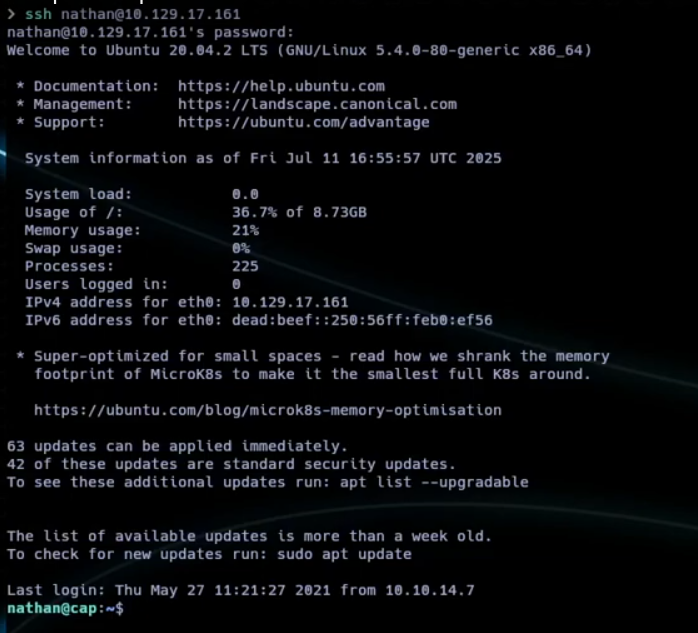 > ssh nathan@10.129.17.161
nathan@10.129.17.161's password:
Welcome to Ubuntu 20.04.2 LTS (GNU/Linux 5.4.0-80-generic x86_64)
* Documentation:  https://help.ubuntu.com
* Management:     https://landscape.canonical.com
* Support:        https://ubuntu.com/advantage
System information as of Fri Jul 11 16:55:57 UTC 2025
System load:           0.0
Usage of /:            36.7% of 8.73GB
Memory usage:          21%
Swap usage:            0%
Processes:             225
Users logged in:       0
IPv4 address for eth0: 10.129.17.161
IPv6 address for eth0: dead:beef::250:56ff:feb0:ef56
* Super-optimized for small spaces - read how we shrank the memory
footprint of MicroK8s to make it the smallest full K8s around.
https://ubuntu.com/blog/microk8s-memory-optimisation
63 updates can be applied immediately.
42 of these updates are standard security updates.
To see these additional updates run: apt list --upgradable
The list of available updates is more than a week old.
To check for new updates run: sudo apt update
Last login: Thu May 27 11:21:27 2021 from 10.10.14.7
nathan@cap:~$